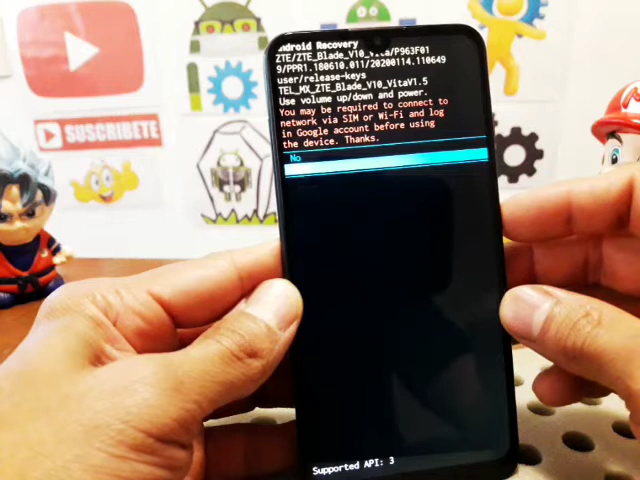 SUSCRIBETE
Android Recovery
ZTE/ZTE_Blade_V10_Vita/P963F01
9/PPR1.180610.011/20200114.110649
user/release-keys
TEL_MX_ZTE_Blade_V10_VitaV1.5
Use volume up/down and power.
You may be required to connect to
network via SIM or Wi-Fi and log
in Google account before using
the device. Thanks.
No
Supported API: 3
M